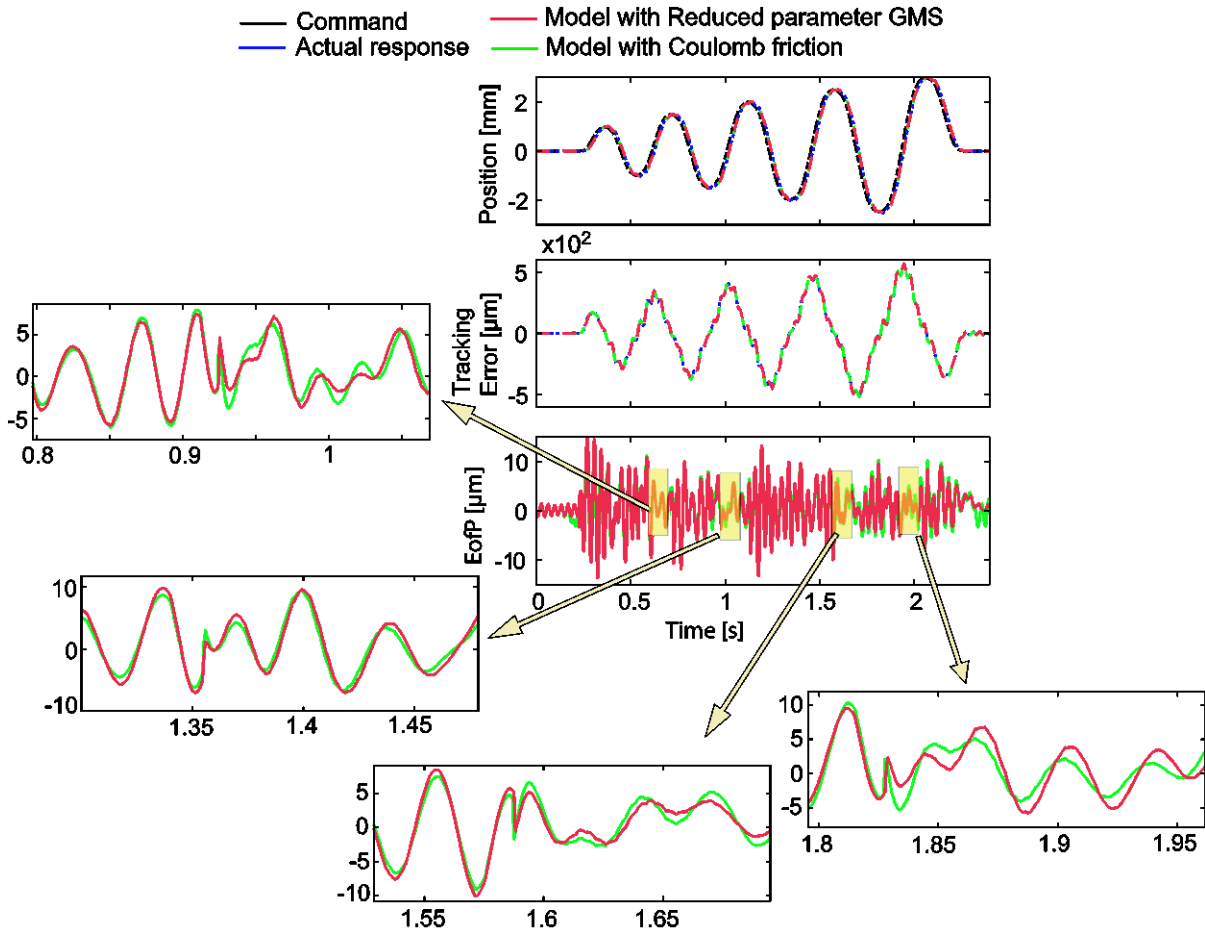 Command
Model with Reduced parameter GMS
Actual response
Model with Coulomb friction
Position [mm]
2
0
-2
x10²
Tracking
Error [µm]
5
0
-5
5
0
-5
0.8 0.9 1
EofP [µm]
10
0
-10
0 0.5 1 1.5 2
Time [s]
10
0
-10
1.35 1.4 1.45
10
5
0
-5
1.8 1.85 1.9 1.95
5
0
-5
-10
1.55 1.6 1.65